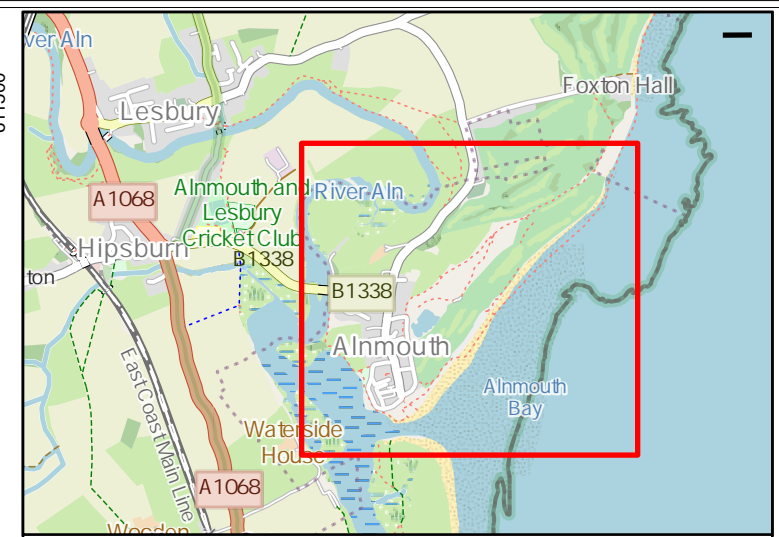 ver Aln
Foxton Hall
Lesbury
A1068
Alnmouth and
Lesbury
Cricket Club
River Aln
Hipsburn
B1338
ton
B1338
Alnmouth
East Coast Main Line
Alnmouth
Bay
Waterside
House
A1068